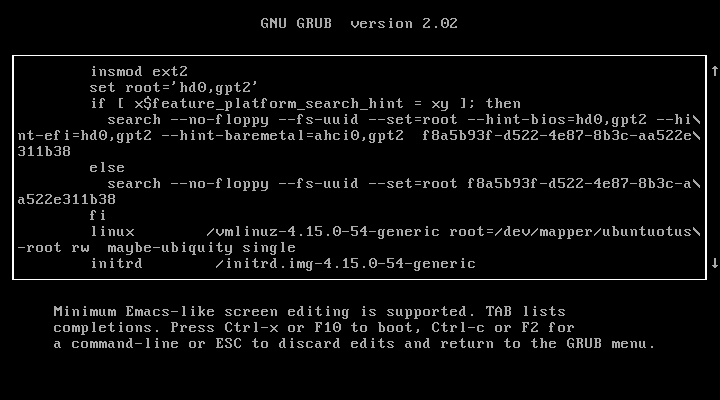 GNU GRUB  version 2.02
insmod ext2
set root='hd0,gpt2'
if [ x$feature_platform_search_hint = xy ]; then
search --no-floppy --fs-uuid --set=root --hint-bios=hd0,gpt2 --hi\
nt-efi=hd0,gpt2 --hint-baremetal=ahci0,gpt2  f8a5b93f-d522-4e87-8b3c-aa522e\
311b38
else
search --no-floppy --fs-uuid --set=root f8a5b93f-d522-4e87-8b3c-a\
a522e311b38
fi
linux        /vmlinuz-4.15.0-54-generic root=/dev/mapper/ubuntuotus\
-root rw  maybe-ubiquity single
initrd        /initrd.img-4.15.0-54-generic
Minimum Emacs-like screen editing is supported. TAB lists
completions. Press Ctrl-x or F10 to boot, Ctrl-c or F2 for
a command-line or ESC to discard edits and return to the GRUB menu.